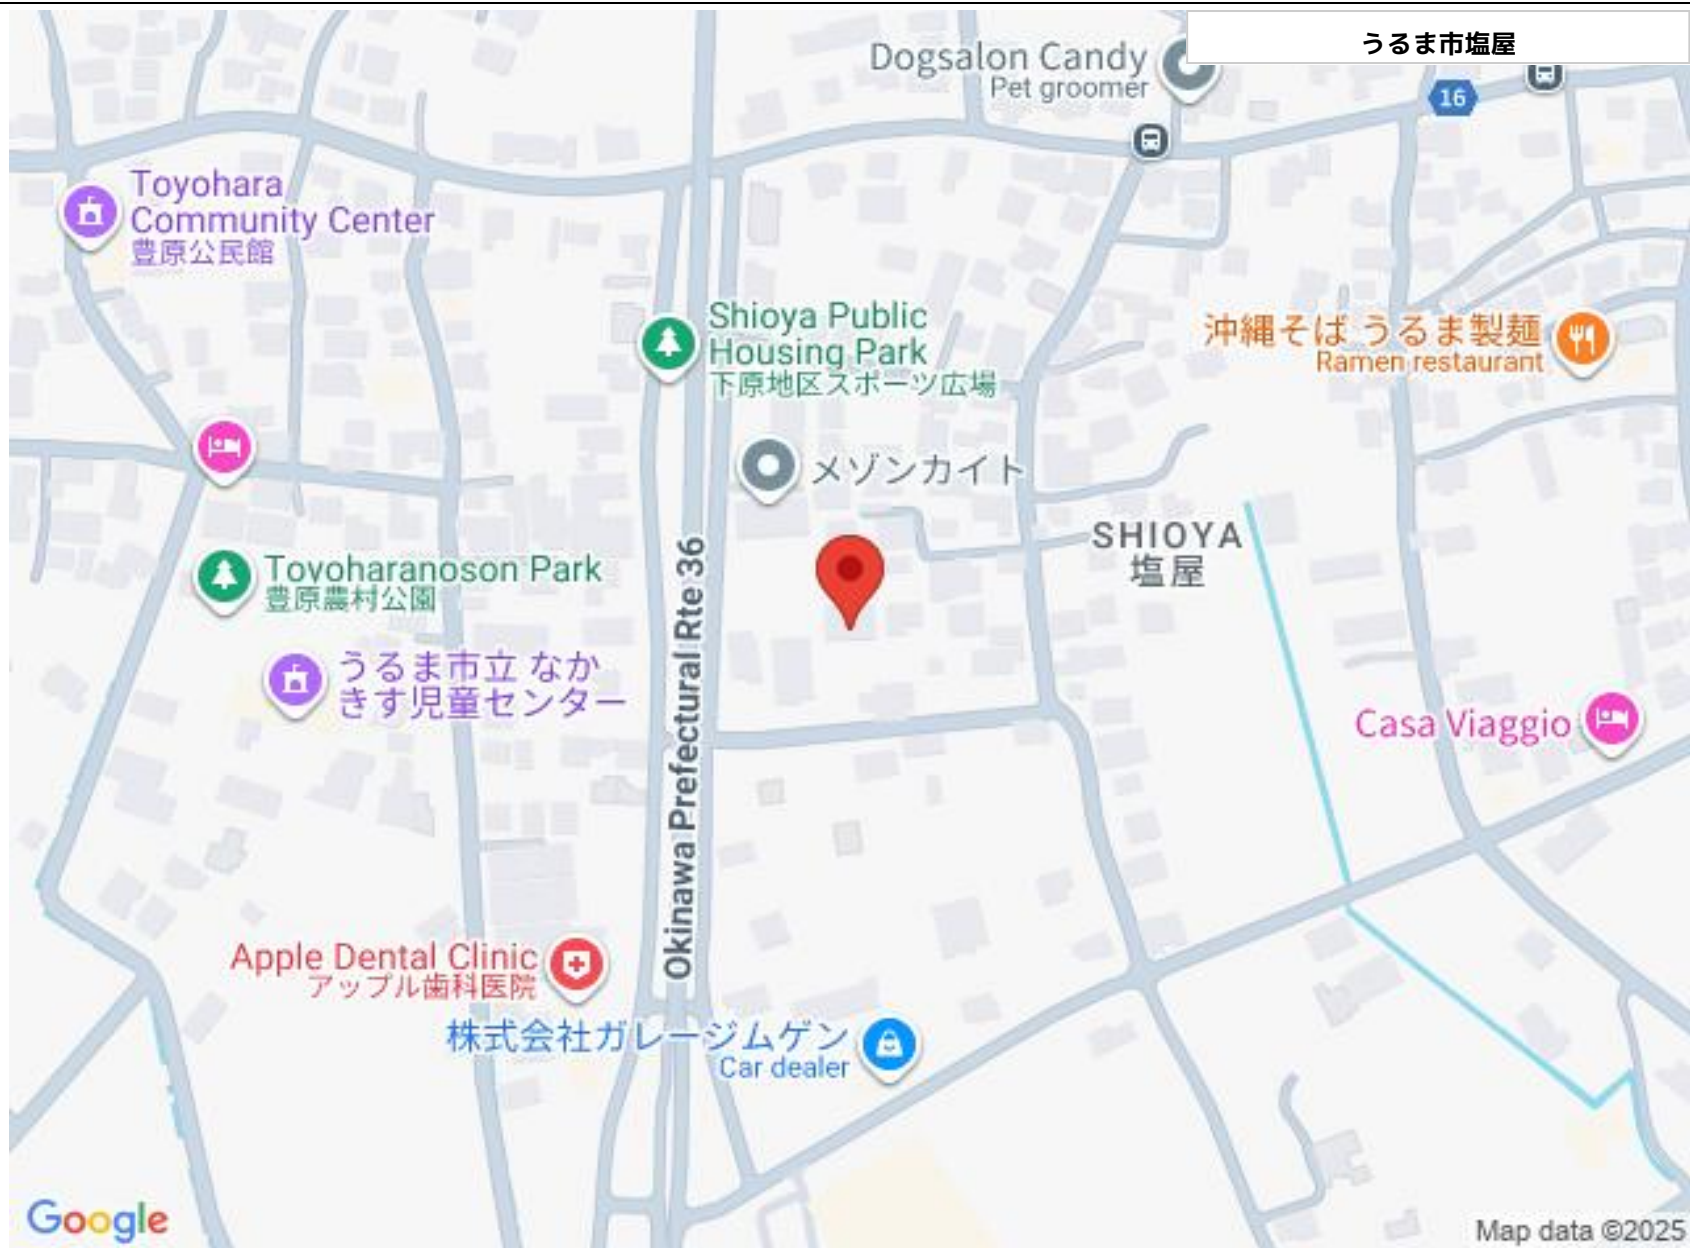 うるま市塩屋
Dogsalon Candy
Pet groomer
16
Toyohara
Community Center
豊原公民館
Shioya Public
Housing Park
下原地区スポーツ広場
沖縄そば うるま製麺
Ramen restaurant
メゾンカイト
SHIOYA
塩屋
Toyoharanoson Park
豊原農村公園
うるま市立 なか
きす児童センター
Okinawa Prefectural Rte 36
Casa Viaggio
Apple Dental Clinic
アップル歯科医院
株式会社ガレージムゲン
Car dealer
Google
Map data ©2025